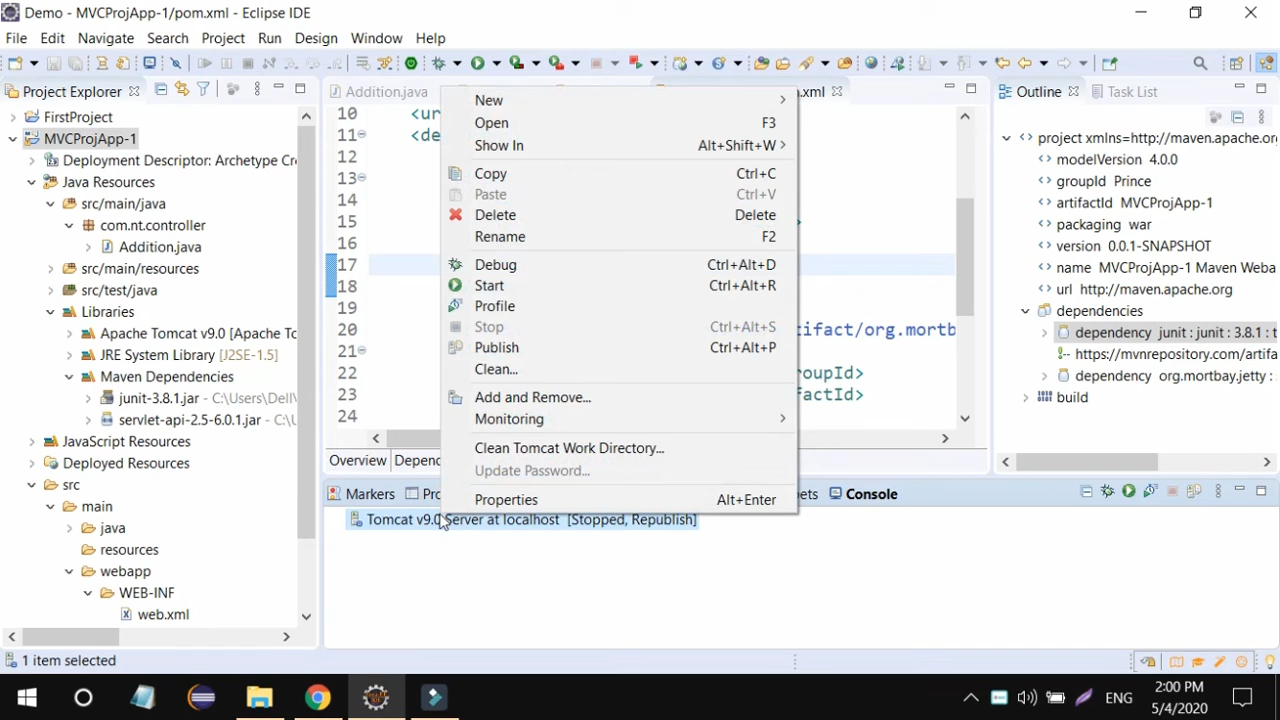 Demo - MVCProjApp-1/pom.xml - Eclipse IDE
File Edit Navigate Search Project Run Design Window Help
Project Explorer
FirstProject
MVCProjApp-1
Deployment Descriptor: Archetype Cre
Java Resources
src/main/java
com.nt.controller
Addition.java
src/main/resources
src/test/java
Libraries
Apache Tomcat v9.0 [Apache To
JRE System Library [J2SE-1.5]
Maven Dependencies
junit-3.8.1.jar - C:\Users\Dell\
servlet-api-2.5-6.0.1.jar - C:\Us
JavaScript Resources
Deployed Resources
src
main
java
resources
webapp
WEB-INF
web.xml
Addition.java
.xml
10 <ur
11 <de
12
13
14
15 >
16
17
18
19
20 tifact/org.mortb
21
22 oupId>
23 factId>
24
Overview Depend
New
Open F3
Show In Alt+Shift+W
Copy Ctrl+C
Paste Ctrl+V
Delete Delete
Rename F2
Debug Ctrl+Alt+D
Start Ctrl+Alt+R
Profile
Stop Ctrl+Alt+S
Publish Ctrl+Alt+P
Clean...
Add and Remove...
Monitoring
Clean Tomcat Work Directory...
Update Password...
Properties Alt+Enter
Markers Pro pets Console
Tomcat v9.0 Server at localhost [Stopped, Republish]
Outline Task List
project xmlns=http://maven.apache.org
modelVersion 4.0.0
groupId Prince
artifactId MVCProjApp-1
packaging war
version 0.0.1-SNAPSHOT
name MVCProjApp-1 Maven Weba
url http://maven.apache.org
dependencies
dependency junit : junit : 3.8.1 : t
https://mvnrepository.com/artifa
dependency org.mortbay.jetty :
build
1 item selected
ENG
2:00 PM
5/4/2020